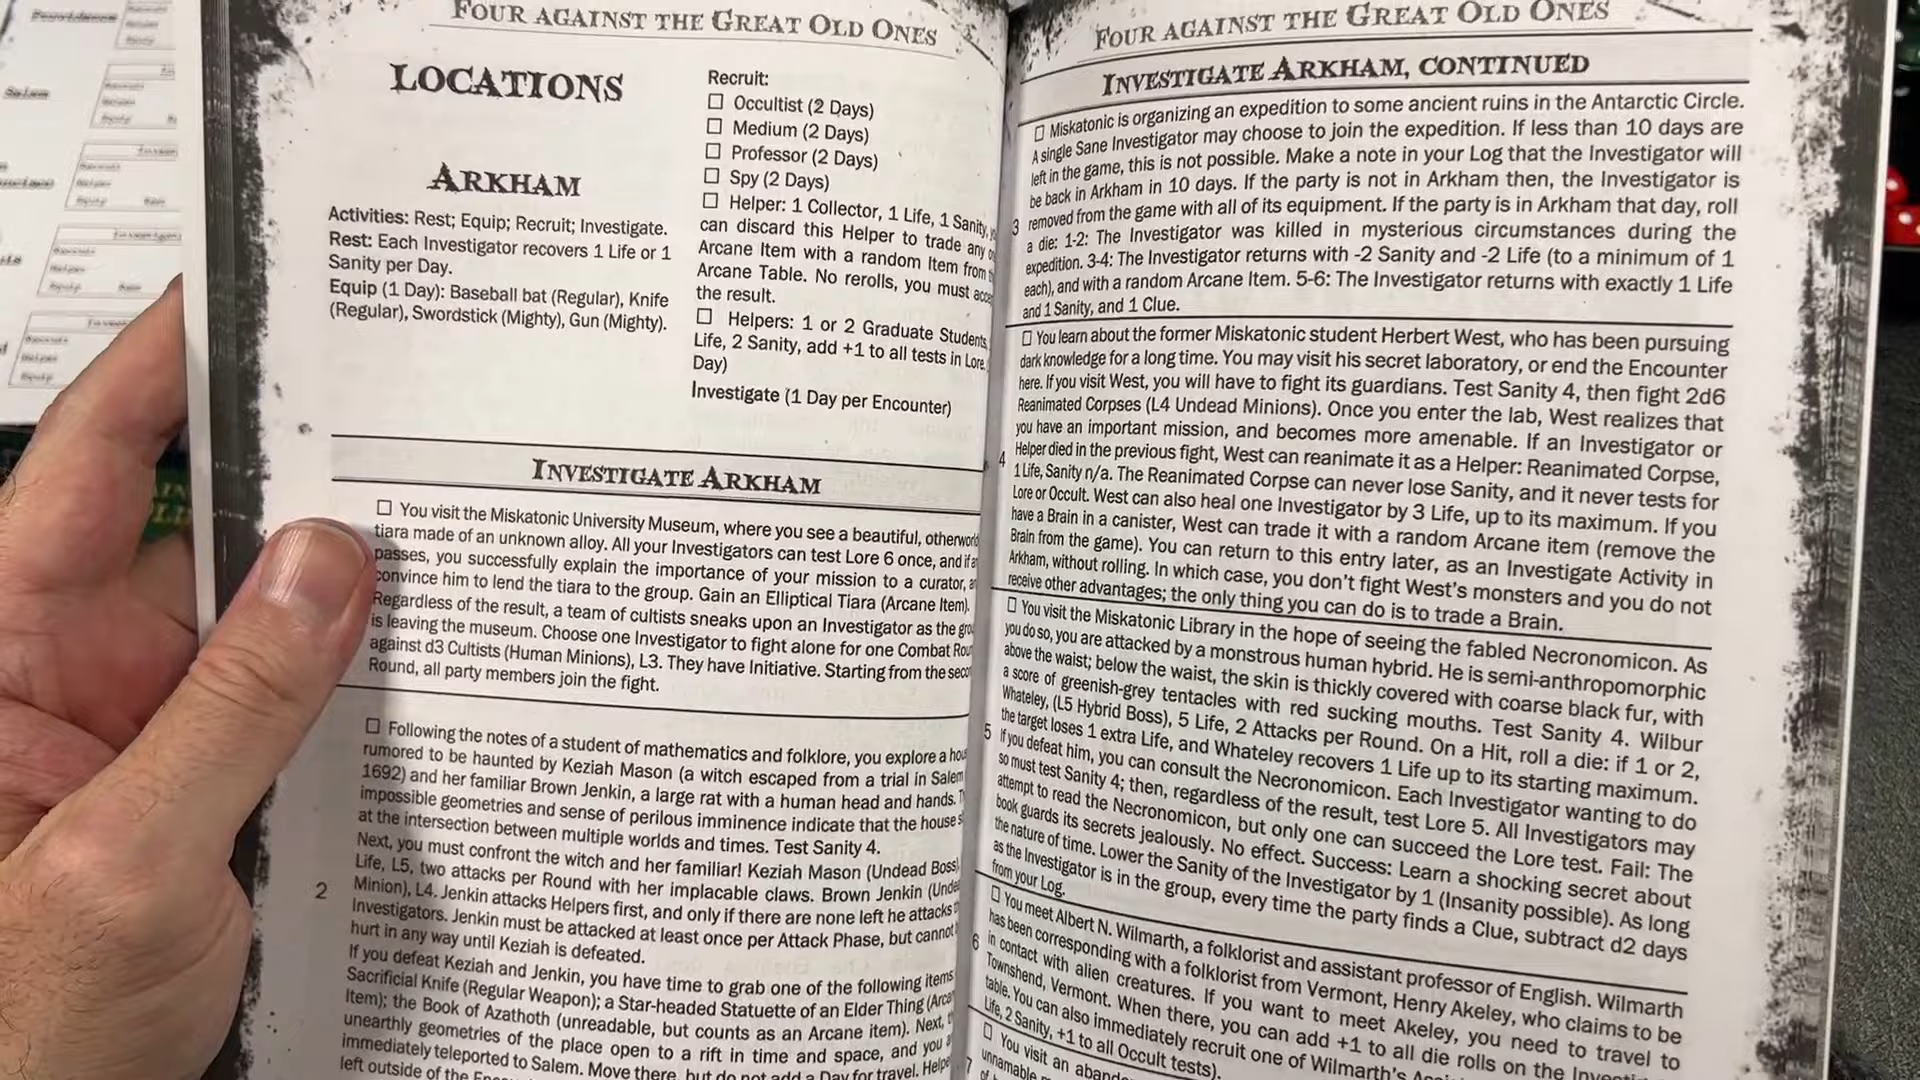 FOUR AGAINST THE GREAT OLD ONES
LOCATIONS
ARKHAM
Activities: Rest; Equip; Recruit; Investigate.
Rest: Each Investigator recovers 1 Life or 1
Sanity per Day.
Equip (1 Day): Baseball bat (Regular), Knife
(Regular), Swordstick (Mighty), Gun (Mighty).
Recruit:
☐ Occultist (2 Days)
☐ Medium (2 Days)
☐ Professor (2 Days)
☐ Spy (2 Days)
☐ Helper: 1 Collector, 1 Life, 1 Sanity,
can discard this Helper to trade any
Arcane Item with a random Item from
Arcane Table. No rerolls, you must
the result.
☐ Helpers: 1 or 2 Graduate Students,
Life, 2 Sanity, add +1 to all tests in Lore
Day)
Investigate (1 Day per Encounter)
INVESTIGATE ARKHAM
☐ You visit the Miskatonic University Museum, where you see a beautiful,
tiara made of an unknown alloy. All your Investigators can test Lore 6 once, and if
passes, you successfully explain the importance of your mission to a curator,
convince him to lend the tiara to the group. Gain an Elliptical Tiara (Arcane Item).
Regardless of the result, a team of cultists sneaks upon an Investigator as the
is leaving the museum. Choose one Investigator to fight alone for one Combat
against d3 Cultists (Human Minions), L3. They have Initiative. Starting from the
Round, all party members join the fight.
2
☐ Following the notes of a student of mathematics and folklore, you explore a
rumored to be haunted by Keziah Mason (a witch escaped from a trial in Salem
1692) and her familiar Brown Jenkin, a large rat with a human head and hands.
impossible geometries and sense of perilous imminence indicate that the house
at the intersection between multiple worlds and times. Test Sanity 4.
Next, you must confront the witch and her familiar! Keziah Mason (Undead Boss),
Life, L5, two attacks per Round with her implacable claws. Brown Jenkin
Minion), L4. Jenkin attacks Helpers first, and only if there are none left he attacks
Investigators. Jenkin must be attacked at least once per Attack Phase, but cannot
hurt in any way until Keziah is defeated.
If you defeat Keziah and Jenkin, you have time to grab one of the following items
Sacrificial Knife (Regular Weapon); a Star-headed Statuette of an Elder Thing
Item); the Book of Azathoth (unreadable, but counts as an Arcane item). Next,
unearthly geometries of the place open to a rift in time and space, and you
immediately teleported to Salem. Move there, but do not add a Day for travel.
left outside of the
FOUR AGAINST THE GREAT OLD ONES
INVESTIGATE ARKHAM, CONTINUED
☐ Miskatonic is organizing an expedition to some ancient ruins in the Antarctic Circle.
A single Sane Investigator may choose to join the expedition. If less than 10 days are
left in the game, this is not possible. Make a note in your Log that the Investigator will
be back in Arkham in 10 days. If the party is not in Arkham then, the Investigator is
3 removed from the game with all of its equipment. If the party is in Arkham that day, roll
a die: 1-2: The Investigator was killed in mysterious circumstances during the
expedition. 3-4: The Investigator returns with -2 Sanity and -2 Life (to a minimum of 1
each), and with a random Arcane Item. 5-6: The Investigator returns with exactly 1 Life
and 1 Sanity, and 1 Clue.
☐ You learn about the former Miskatonic student Herbert West, who has been pursuing
dark knowledge for a long time. You may visit his secret laboratory, or end the Encounter
here. If you visit West, you will have to fight its guardians. Test Sanity 4, then fight 2d6
Reanimated Corpses (L4 Undead Minions). Once you enter the lab, West realizes that
you have an important mission, and becomes more amenable. If an Investigator or
4 Helper died in the previous fight, West can reanimate it as a Helper: Reanimated Corpse,
1 Life, Sanity n/a. The Reanimated Corpse can never lose Sanity, and it never tests for
Lore or Occult. West can also heal one Investigator by 3 Life, up to its maximum. If you
have a Brain in a canister, West can trade it with a random Arcane item (remove the
Brain from the game). You can return to this entry later, as an Investigate Activity in
Arkham, without rolling. In which case, you don't fight West's monsters and you do not
receive other advantages; the only thing you can do is to trade a Brain.
☐ You visit the Miskatonic Library in the hope of seeing the fabled Necronomicon. As
you do so, you are attacked by a monstrous human hybrid. He is semi-anthropomorphic
above the waist; below the waist, the skin is thickly covered with coarse black fur, with
a score of greenish-grey tentacles with red sucking mouths. Test Sanity 4. Wilbur
Whateley, (L5 Hybrid Boss), 5 Life, 2 Attacks per Round. On a Hit, roll a die: if 1 or 2,
the target loses 1 extra Life, and Whateley recovers 1 Life up to its starting maximum.
5 If you defeat him, you can consult the Necronomicon. Each Investigator wanting to do
so must test Sanity 4; then, regardless of the result, test Lore 5. All Investigators may
attempt to read the Necronomicon, but only one can succeed the Lore test. Fail: The
book guards its secrets jealously. No effect. Success: Learn a shocking secret about
the nature of time. Lower the Sanity of the Investigator by 1 (Insanity possible). As long
as the Investigator is in the group, every time the party finds a Clue, subtract d2 days
from your Log.
☐ You meet Albert N. Wilmarth, a folklorist and assistant professor of English. Wilmarth
has been corresponding with a folklorist from Vermont, Henry Akeley, who claims to be
6 in contact with alien creatures. If you want to meet Akeley, you need to travel to
Townshend, Vermont. When there, you can add +1 to all die rolls on the
table. You can also immediately recruit one of Wilmarth's
Life, 2 Sanity, +1 to all Occult tests).
7 ☐ You visit an
unnamable